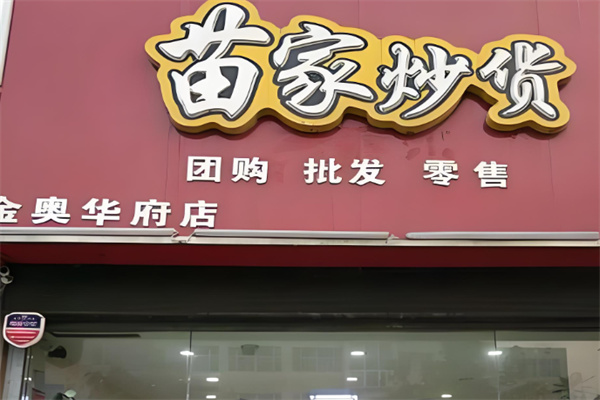 苗家炒货
团购 批发 零售
金奥华府店